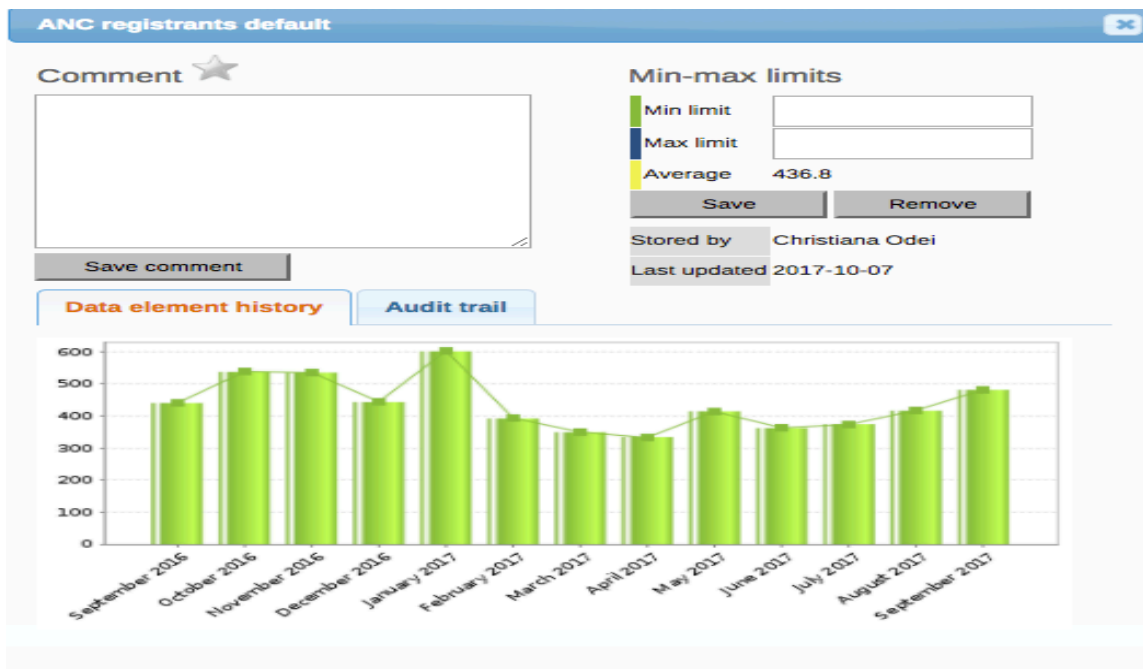 ANC registrants default
Comment
Save comment
Min-max limits
Min limit
Max limit
Average 436.8
Save Remove
Stored by Christiana Odei
Last updated 2017-10-07
Data element history Audit trail
600
500
400
300
200
100
0
September 2016
October 2016
November 2016
December 2016
January 2017
February 2017
March 2017
April 2017
May 2017
June 2017
July 2017
August 2017
September 2017